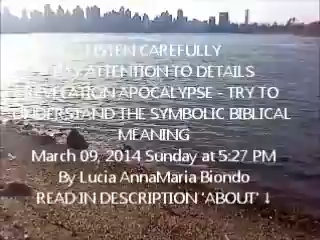 LISTEN CAREFULLY
PAY ATTENTION TO DETAILS
REVELATION APOCALYPSE - TRY TO
UNDERSTAND THE SYMBOLIC BIBLICAL
MEANING
March 09, 2014 Sunday at 5:27 PM
By Lucia AnnaMaria Biondo
READ IN DESCRIPTION 'ABOUT' ↓